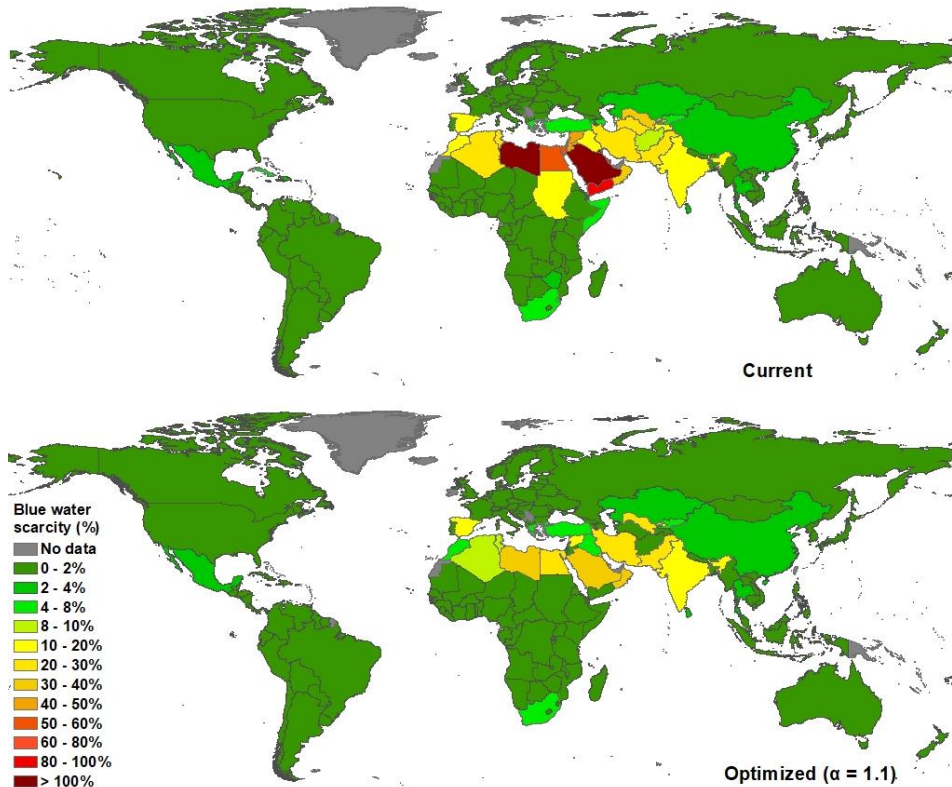 Current
Blue water
scarcity (%)
No data
0 - 2%
2 - 4%
4 - 8%
8 - 10%
10 - 20%
20 - 30%
30 - 40%
40 - 50%
50 - 60%
60 - 80%
80 - 100%
> 100%
Optimized (α = 1.1)